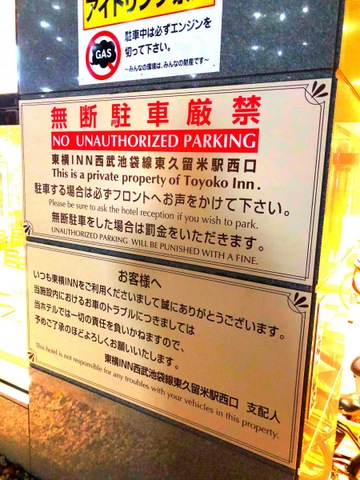 アイドリング
駐車中は必ずエンジンを
切って下さい。
～みんなの環境は、みんなの財産です～
GAS
無断駐車厳禁
NO UNAUTHORIZED PARKING
東横INN西武池袋線東久留米駅西口
This is a private property of Toyoko Inn.
駐車する場合は必ずフロントへお声をかけて下さい。
Please be sure to ask the hotel reception if you wish to park.
無断駐車をした場合は罰金をいただきます。
UNAUTHORIZED PARKING WILL BE PUNISHED WITH A FINE.
お客様へ
いつも東横INNをご利用くださいまして誠にありがとうございます。
当施設内におけるお車のトラブルにつきましては
当ホテルでは一切の責任を負いかねますので、
予めご了承のほどよろしくお願いいたします。
東横INN西武池袋線東久留米駅西口 支配人
This hotel is not responsible for any troubles with your vehicles in this property.